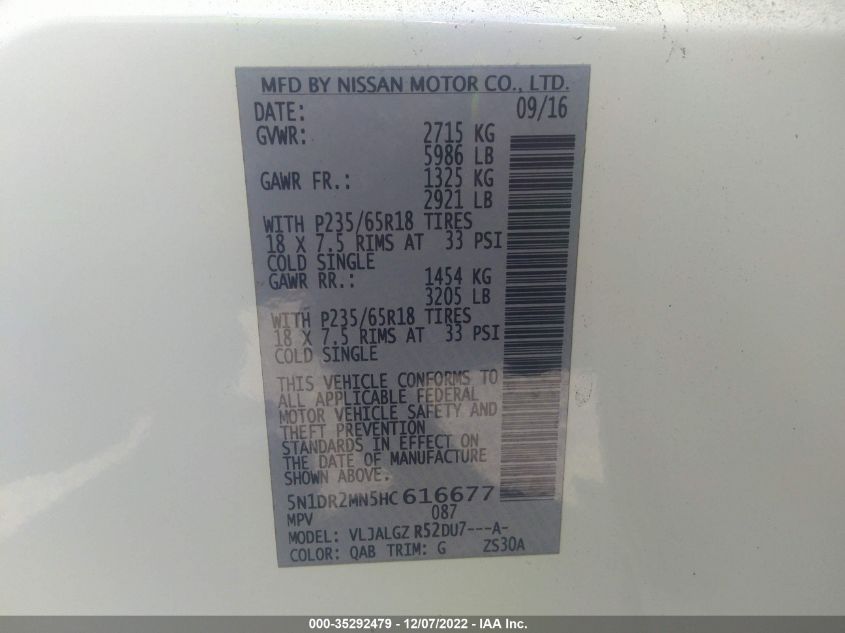 MFD BY NISSAN MOTOR CO., LTD.
DATE: 09/16
GVWR: 2715 KG
5986 LB
GAWR FR.: 1325 KG
2921 LB
WITH P235/65R18 TIRES
18 X 7.5 RIMS AT 33 PSI
COLD SINGLE
GAWR RR.: 1454 KG
3205 LB
WITH P235/65R18 TIRES
18 X 7.5 RIMS AT 33 PSI
COLD SINGLE
THIS VEHICLE CONFORMS TO
ALL APPLICABLE FEDERAL
MOTOR VEHICLE SAFETY AND
THEFT PREVENTION
STANDARDS IN EFFECT ON
THE DATE OF MANUFACTURE
SHOWN ABOVE.
5N1DR2MN5HC616677
MPV 087
MODEL: VLJALGZ R52DU7---A-
COLOR: QAB TRIM: G ZS30A
000-35292479 - 12/07/2022 - IAA Inc.